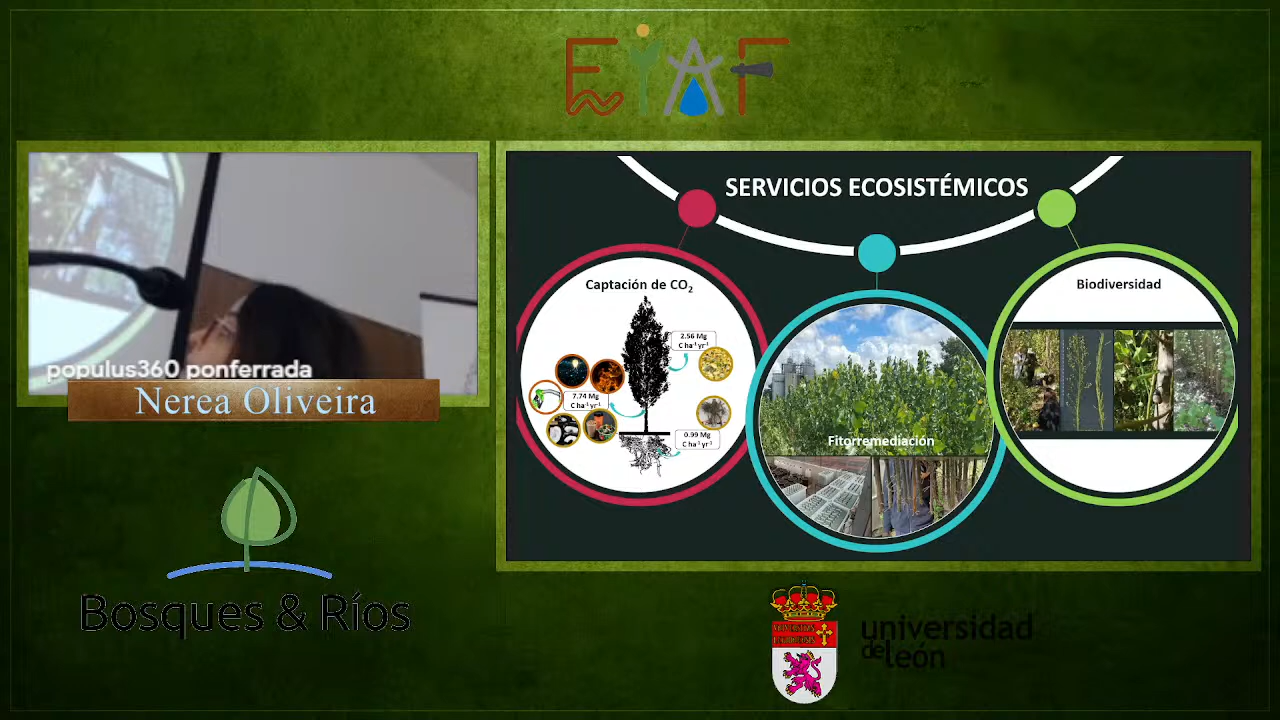 EIAF
SERVICIOS ECOSISTÉMICOS
Captación de CO₂
2.56 Mg
C ha⁻¹ yr⁻¹
7.74 Mg
C ha⁻¹ yr⁻¹
0.99 Mg
C ha⁻¹ yr⁻¹
Fitorremediación
Biodiversidad
populus360 ponferrada
Nerea Oliveira
Bosques & Ríos
universidad
de león